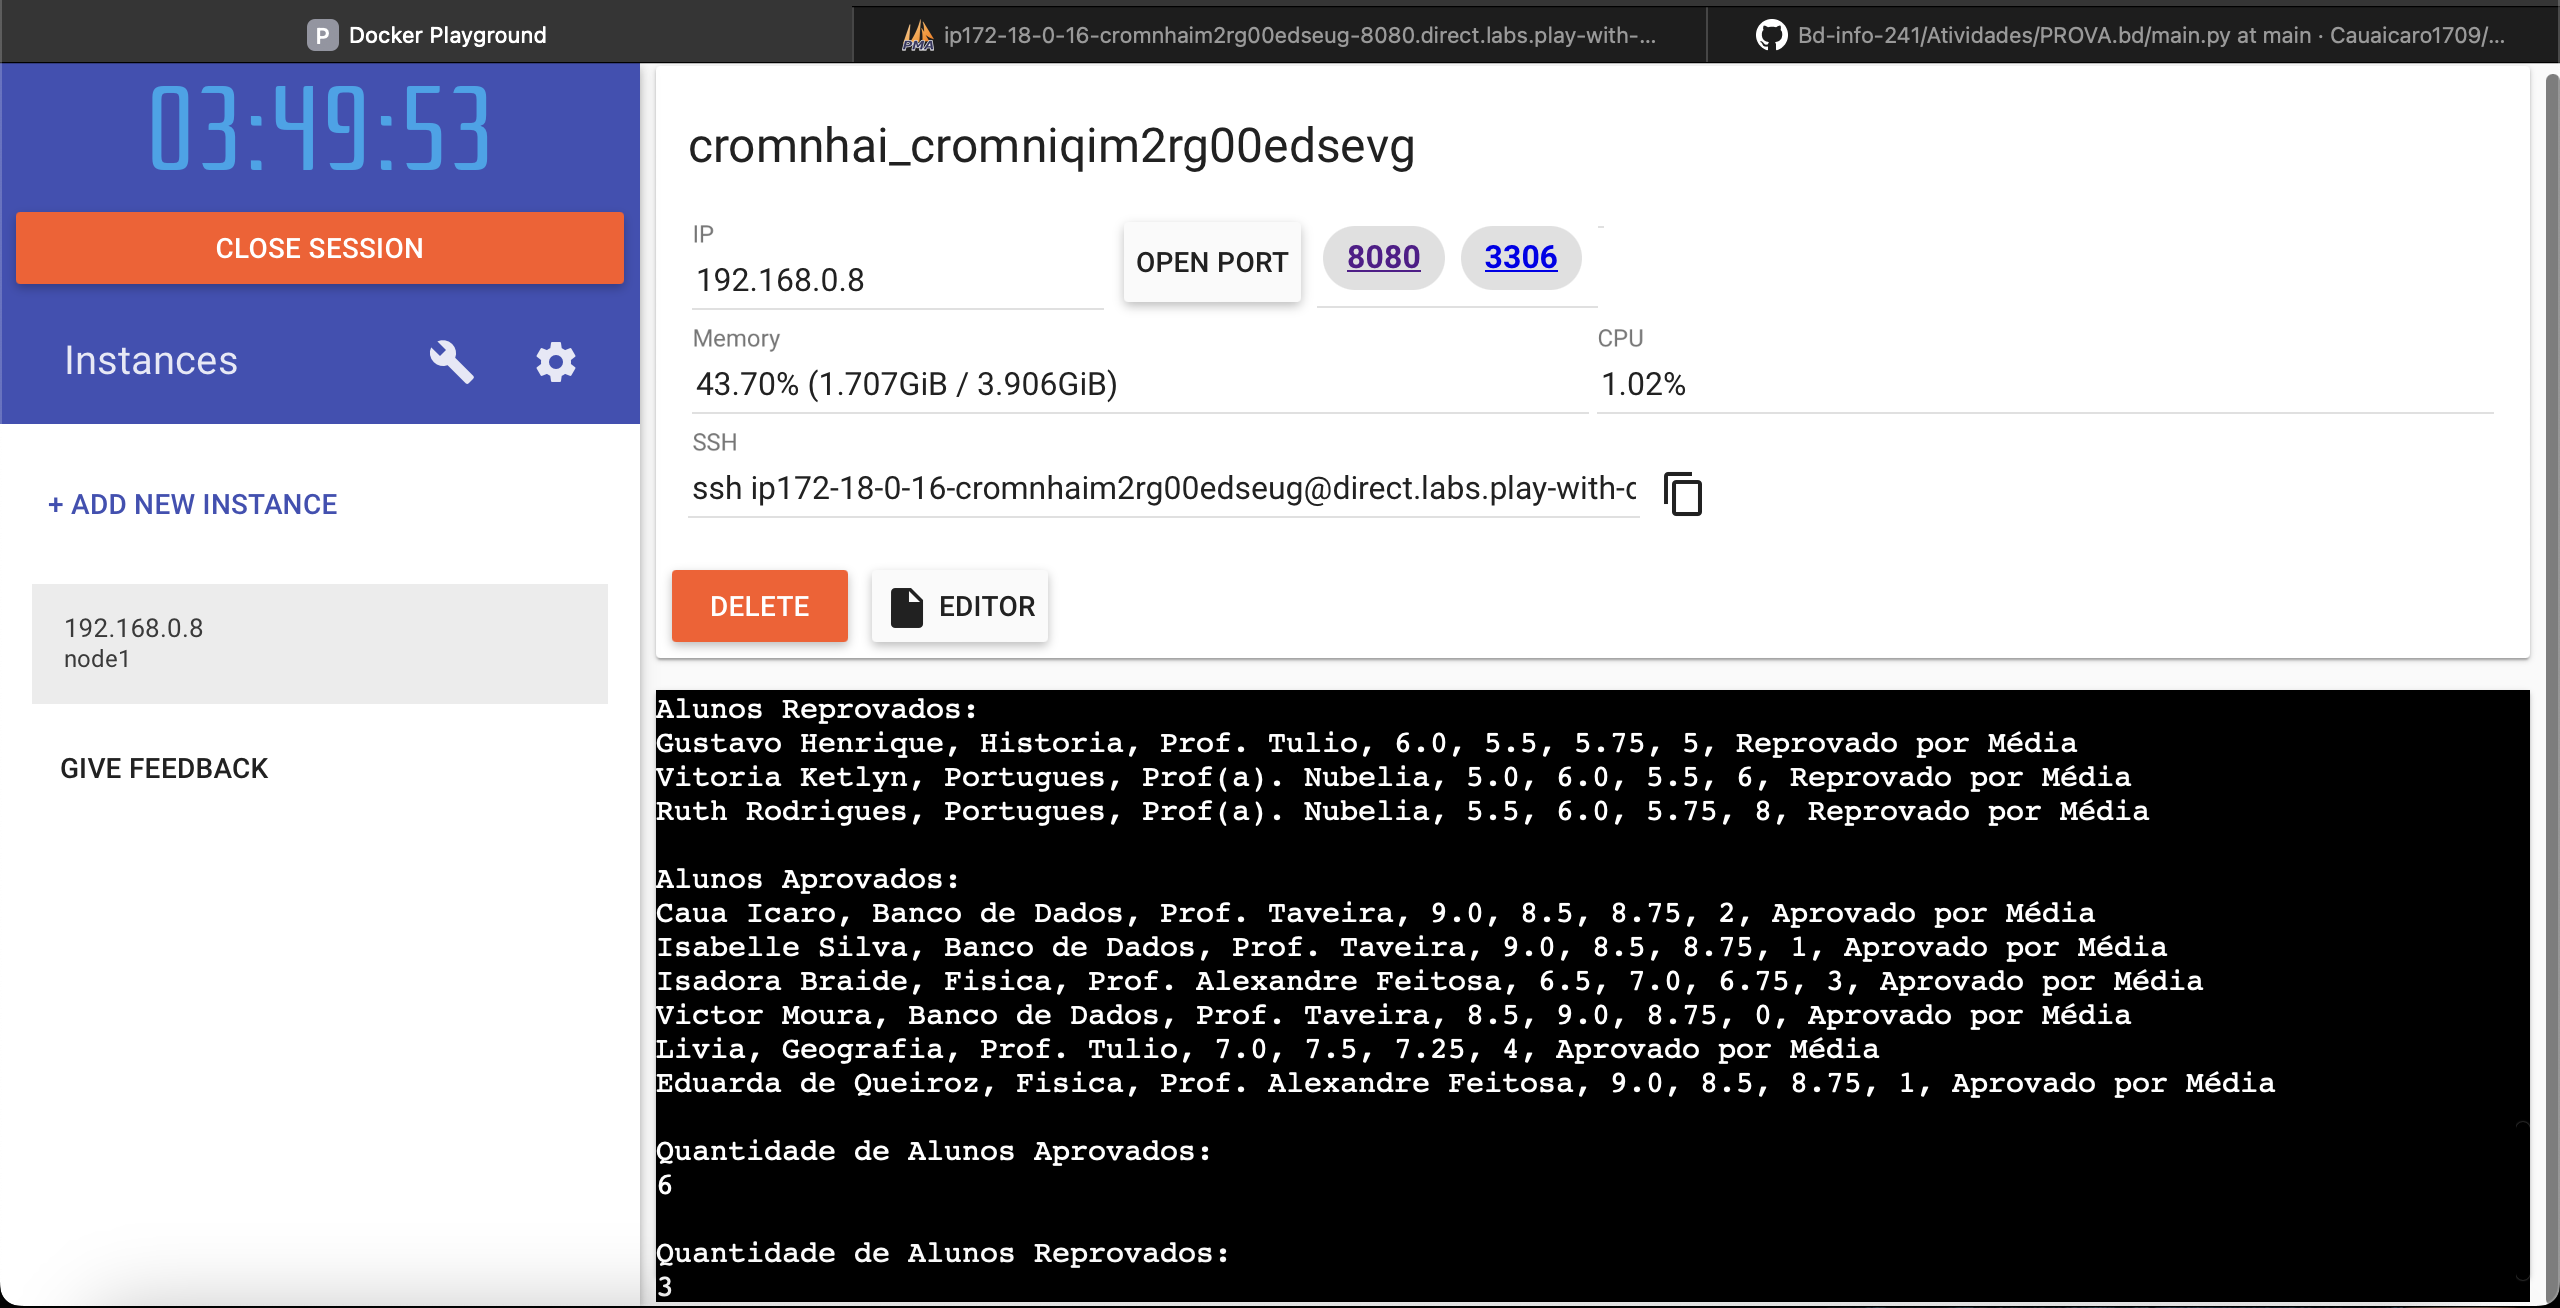 P Docker Playground
PMA ip172-18-0-16-cromnhaim2rg00edseug-8080.direct.labs.play-with-...
Bd-info-241/Atividades/PROVA.bd/main.py at main · Cauaicaro1709/...
03:49:53
CLOSE SESSION
Instances
+ ADD NEW INSTANCE
192.168.0.8
node1
GIVE FEEDBACK
cromnhai_cromniqim2rg00edsevg
IP
192.168.0.8
OPEN PORT
8080
3306
Memory
43.70% (1.707GiB / 3.906GiB)
CPU
1.02%
SSH
ssh ip172-18-0-16-cromnhaim2rg00edseug@direct.labs.play-with-
DELETE
EDITOR
Alunos Reprovados:
Gustavo Henrique, Historia, Prof. Tulio, 6.0, 5.5, 5.75, 5, Reprovado por Média
Vitoria Ketlyn, Portugues, Prof(a). Nubelia, 5.0, 6.0, 5.5, 6, Reprovado por Média
Ruth Rodrigues, Portugues, Prof(a). Nubelia, 5.5, 6.0, 5.75, 8, Reprovado por Média
Alunos Aprovados:
Caua Icaro, Banco de Dados, Prof. Taveira, 9.0, 8.5, 8.75, 2, Aprovado por Média
Isabelle Silva, Banco de Dados, Prof. Taveira, 9.0, 8.5, 8.75, 1, Aprovado por Média
Isadora Braide, Fisica, Prof. Alexandre Feitosa, 6.5, 7.0, 6.75, 3, Aprovado por Média
Victor Moura, Banco de Dados, Prof. Taveira, 8.5, 9.0, 8.75, 0, Aprovado por Média
Livia, Geografia, Prof. Tulio, 7.0, 7.5, 7.25, 4, Aprovado por Média
Eduarda de Queiroz, Fisica, Prof. Alexandre Feitosa, 9.0, 8.5, 8.75, 1, Aprovado por Média
Quantidade de Alunos Aprovados:
6
Quantidade de Alunos Reprovados:
3